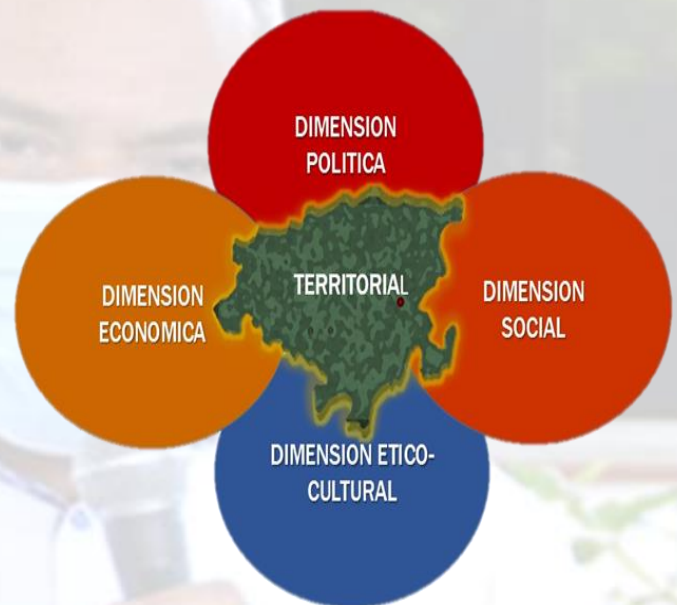 DIMENSION
POLITICA
TERRITORIAL
DIMENSION
ECONOMICA
DIMENSION
SOCIAL
DIMENSION ETICO-
CULTURAL